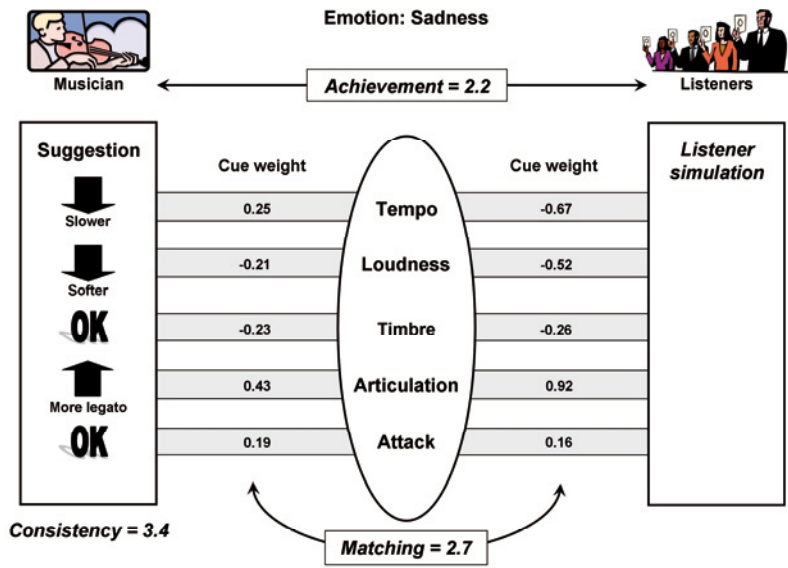 Emotion: Sadness
Musician
Achievement = 2.2
Listeners
Suggestion
Cue weight
Cue weight
Listener
simulation
Slower
0.25
Tempo
-0.67
Softer
-0.21
Loudness
-0.52
OK
-0.23
Timbre
-0.26
More legato
0.43
Articulation
0.92
OK
0.19
Attack
0.16
Consistency = 3.4
Matching = 2.7